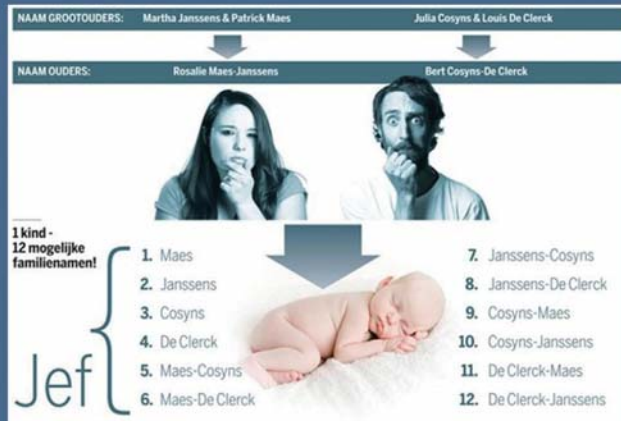 NAAM GROOTOUDERS: Martha Janssens & Patrick Maes Julia Cosyns & Louis De Clerck
NAAM OUDERS: Rosalie Maes-Janssens Bert Cosyns-De Clerck
1 kind -
12 mogelijke
familienamen!
Jef
1. Maes
2. Janssens
3. Cosyns
4. De Clerck
5. Maes-Cosyns
6. Maes-De Clerck
7. Janssens-Cosyns
8. Janssens-De Clerck
9. Cosyns-Maes
10. Cosyns-Janssens
11. De Clerck-Maes
12. De Clerck-Janssens